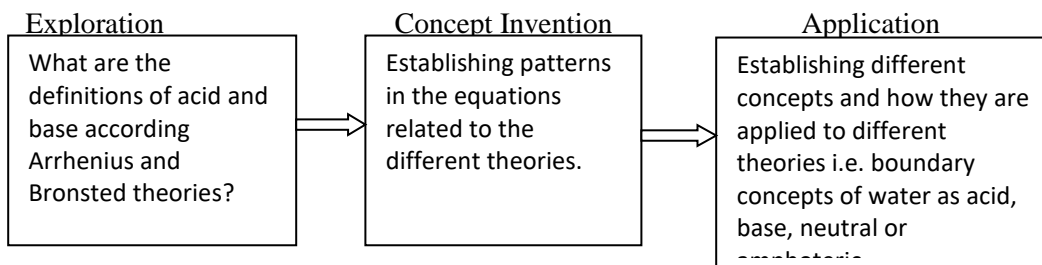 Exploration
Concept Invention
Application
What are the
definitions of acid and
base according
Arrhenius and
Bronsted theories?
Establishing patterns
in the equations
related to the
different theories.
Establishing different
concepts and how they are
applied to different
theories i.e. boundary
concepts of water as acid,
base, neutral or